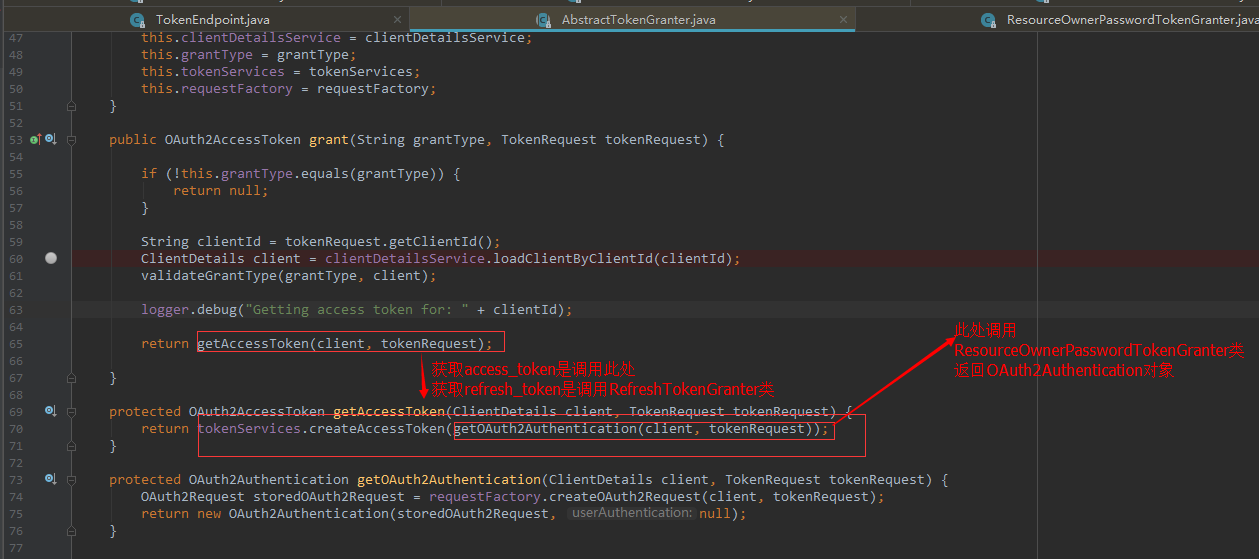 TokenEndpoint.java
AbstractTokenGranter.java
ResourceOwnerPasswordTokenGranter.java
47 this.clientDetailsService = clientDetailsService;
48 this.grantType = grantType;
49 this.tokenServices = tokenServices;
50 this.requestFactory = requestFactory;
51 }
52
53 public OAuth2AccessToken grant(String grantType, TokenRequest tokenRequest) {
54
55 if (!this.grantType.equals(grantType)) {
56 return null;
57 }
58
59 String clientId = tokenRequest.getClientId();
60 ClientDetails client = clientDetailsService.loadClientByClientId(clientId);
61 validateGrantType(grantType, client);
62
63 logger.debug("Getting access token for: " + clientId);
64
65 return getAccessToken(client, tokenRequest);
66
67 }
68
69 protected OAuth2AccessToken getAccessToken(ClientDetails client, TokenRequest tokenRequest) {
70 return tokenServices.createAccessToken(getOAuth2Authentication(client, tokenRequest));
71 }
72
73 protected OAuth2Authentication getOAuth2Authentication(ClientDetails client, TokenRequest tokenRequest) {
74 OAuth2Request storedOAuth2Request = requestFactory.createOAuth2Request(client, tokenRequest);
75 return new OAuth2Authentication(storedOAuth2Request, userAuthentication: null);
76 }
77
获取access_token是调用此处
获取refresh_token是调用RefreshTokenGranter类
此处调用
ResourceOwnerPasswordTokenGranter类
返回OAuth2Authentication对象